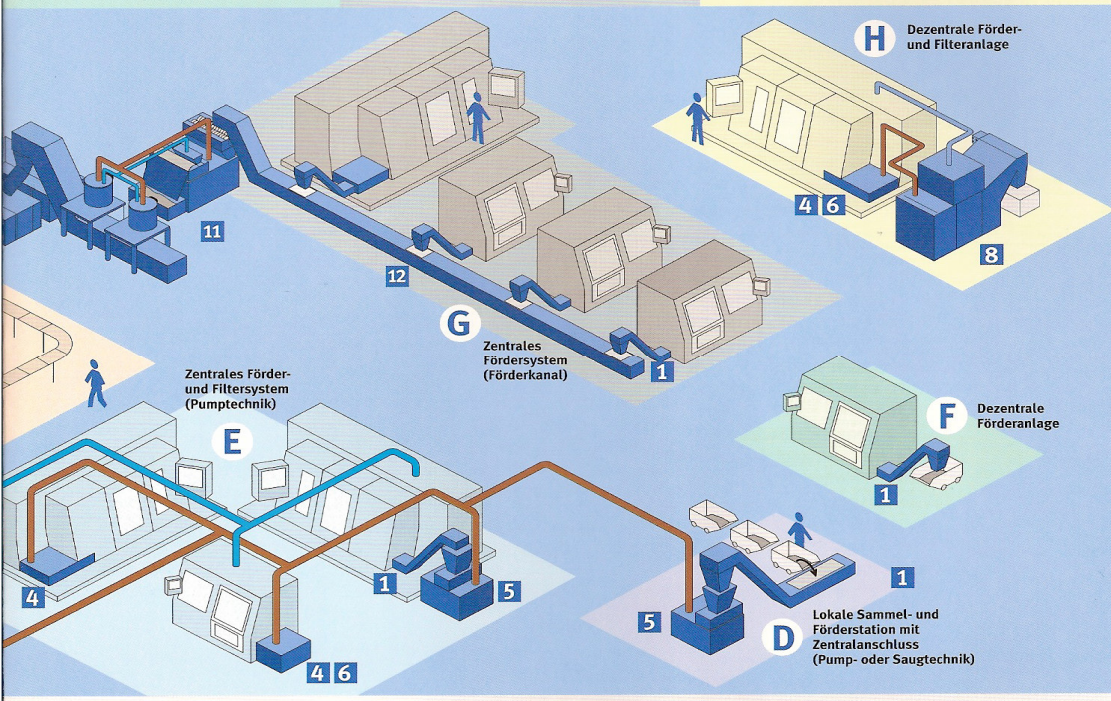 H
Dezentrale Förder-
und Filteranlage
4 6
8
11
12
G
Zentrales
Fördersystem
(Förderkanal)
1
Zentrales Förder-
und Filtersystem
(Pumptechnik)
E
F
Dezentrale
Förderanlage
1
4
1
5
4 6
5
1
D
Lokale Sammel- und
Förderstation mit
Zentralanschluss
(Pump- oder Saugtechnik)